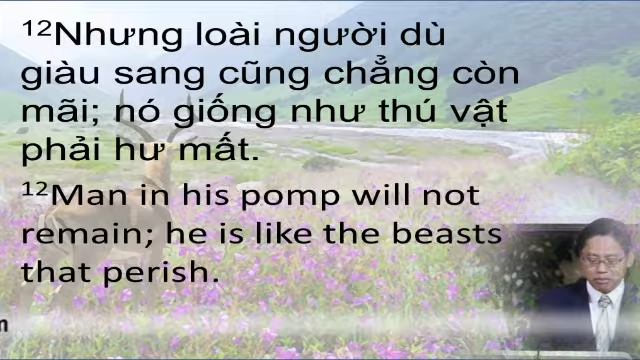 ¹²Nhưng loài người dù
giàu sang cũng chẳng còn
mãi; nó giống như thú vật
phải hư mất.
¹²Man in his pomp will not
remain; he is like the beasts
that perish.